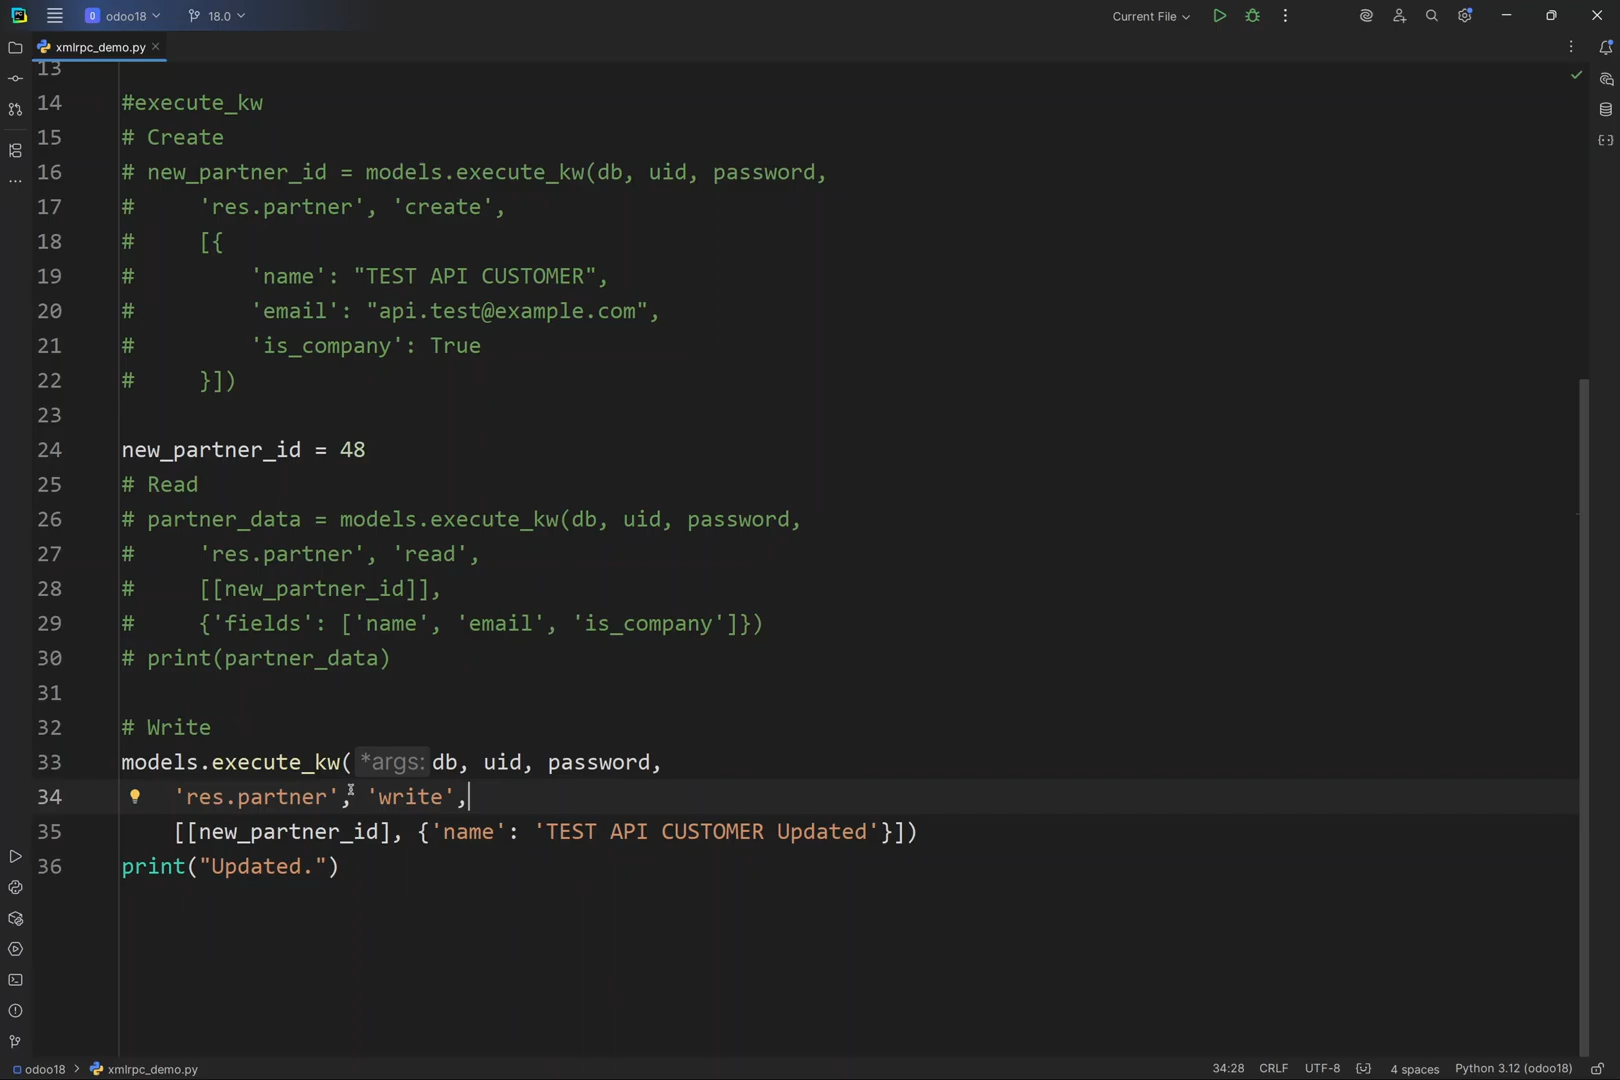 odoo18
18.0
Current File
xmlrpc_demo.py
13
14 #execute_kw
15 # Create
16 # new_partner_id = models.execute_kw(db, uid, password,
17 #     'res.partner', 'create',
18 #     [{
19 #         'name': "TEST API CUSTOMER",
20 #         'email': "api.test@example.com",
21 #         'is_company': True
22 #     }])
23
24 new_partner_id = 48
25 # Read
26 # partner_data = models.execute_kw(db, uid, password,
27 #     'res.partner', 'read',
28 #     [[new_partner_id]],
29 #     {'fields': ['name', 'email', 'is_company']})
30 # print(partner_data)
31
32 # Write
33 models.execute_kw( *args: db, uid, password,
34     'res.partner', 'write',
35     [[new_partner_id], {'name': 'TEST API CUSTOMER Updated'}])
36 print("Updated.")
odoo18 > xmlrpc_demo.py
34:28 CRLF UTF-8 4 spaces Python 3.12 (odoo18)